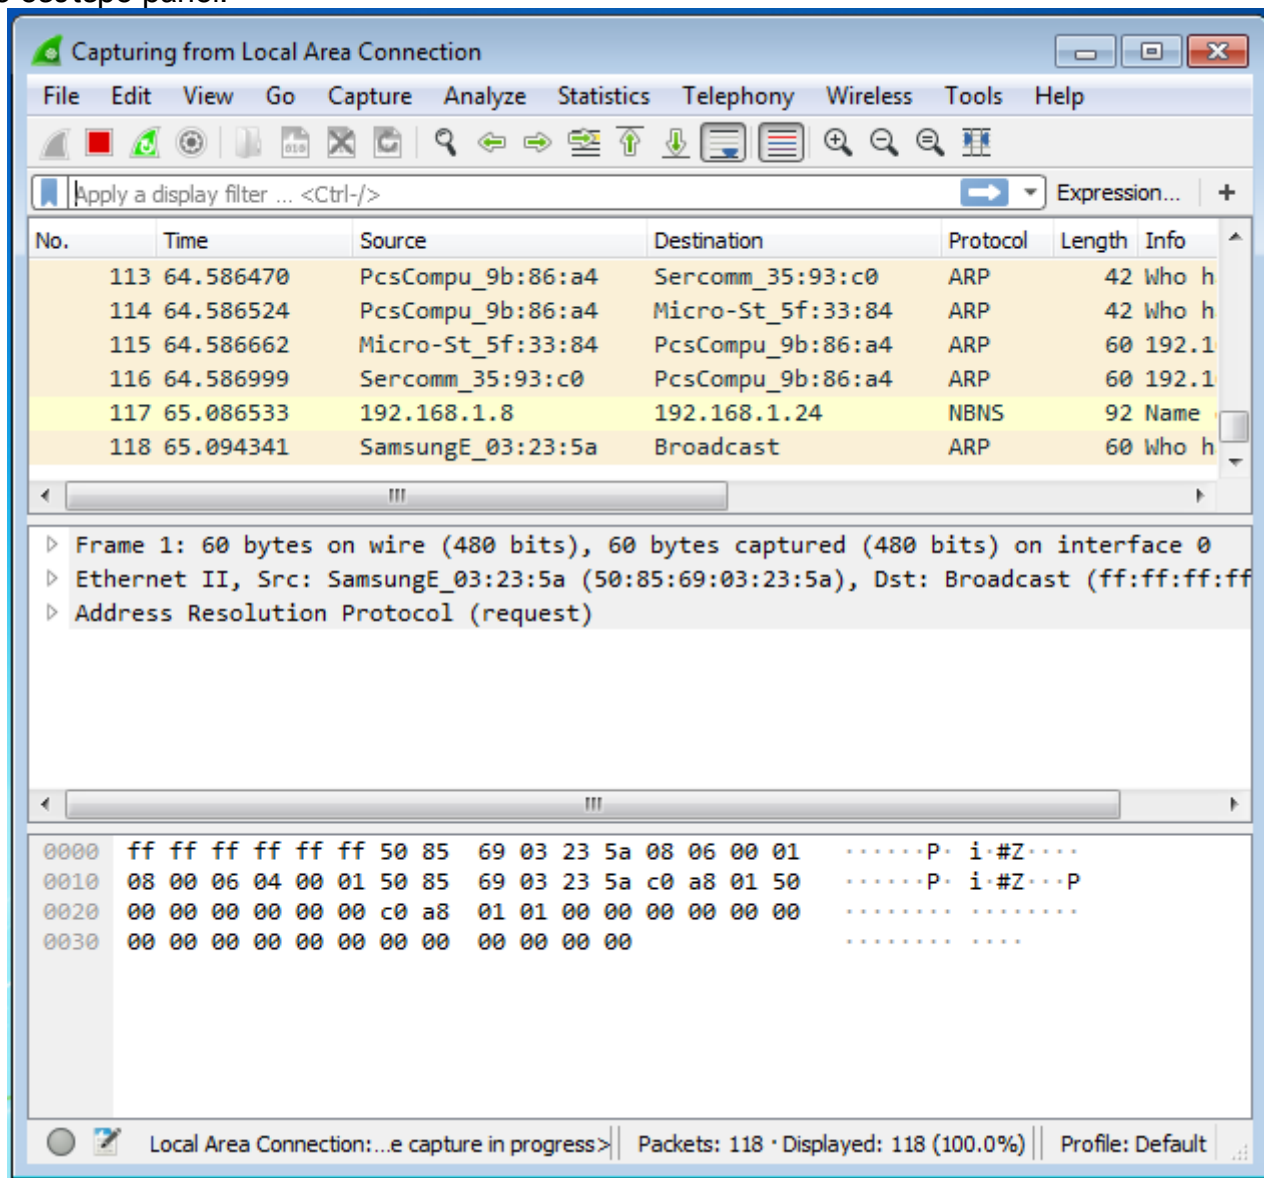 panel.
Capturing from Local Area Connection
File Edit View Go Capture Analyze Statistics Telephony Wireless Tools Help
Apply a display filter ... <Ctrl-/> Expression... +
No. Time Source Destination Protocol Length Info
113 64.586470 PcsCompu_9b:86:a4 Sercomm_35:93:c0 ARP 42 Who h
114 64.586524 PcsCompu_9b:86:a4 Micro-St_5f:33:84 ARP 42 Who h
115 64.586662 Micro-St_5f:33:84 PcsCompu_9b:86:a4 ARP 60 192.1
116 64.586999 Sercomm_35:93:c0 PcsCompu_9b:86:a4 ARP 60 192.1
117 65.086533 192.168.1.8 192.168.1.24 NBNS 92 Name
118 65.094341 SamsungE_03:23:5a Broadcast ARP 60 Who h
Frame 1: 60 bytes on wire (480 bits), 60 bytes captured (480 bits) on interface 0
Ethernet II, Src: SamsungE_03:23:5a (50:85:69:03:23:5a), Dst: Broadcast (ff:ff:ff:ff
Address Resolution Protocol (request)
0000 ff ff ff ff ff ff 50 85 69 03 23 5a 08 06 00 01 ······P· i·#Z····
0010 08 00 06 04 00 01 50 85 69 03 23 5a c0 a8 01 50 ······P· i·#Z···P
0020 00 00 00 00 00 00 c0 a8 01 01 00 00 00 00 00 00 ········ ········
0030 00 00 00 00 00 00 00 00 00 00 00 00 ········ ····
Local Area Connection:...e capture in progress> Packets: 118 · Displayed: 118 (100.0%) Profile: Default